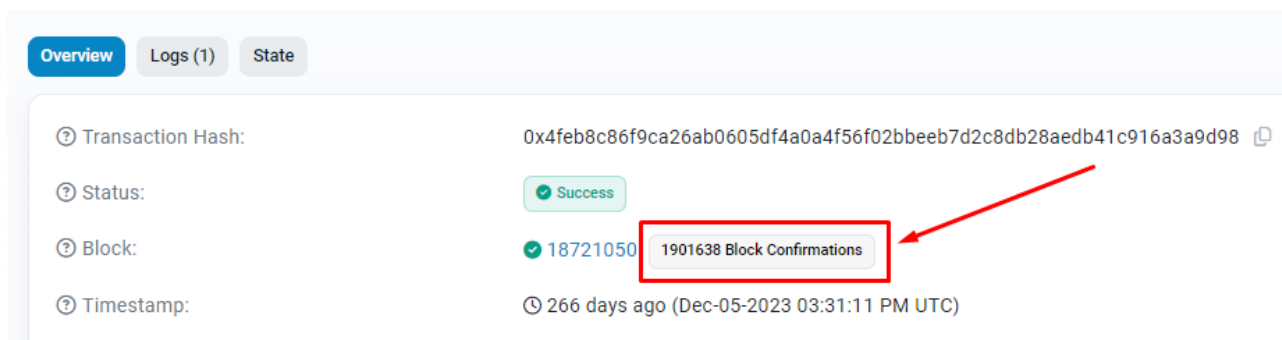 Overview Logs (1) State
Transaction Hash: 0x4feb8c86f9ca26ab0605df4a0a4f56f02bbeeb7d2c8db28aedb41c916a3a9d98
Status: Success
Block: 18721050 1901638 Block Confirmations
Timestamp: 266 days ago (Dec-05-2023 03:31:11 PM UTC)